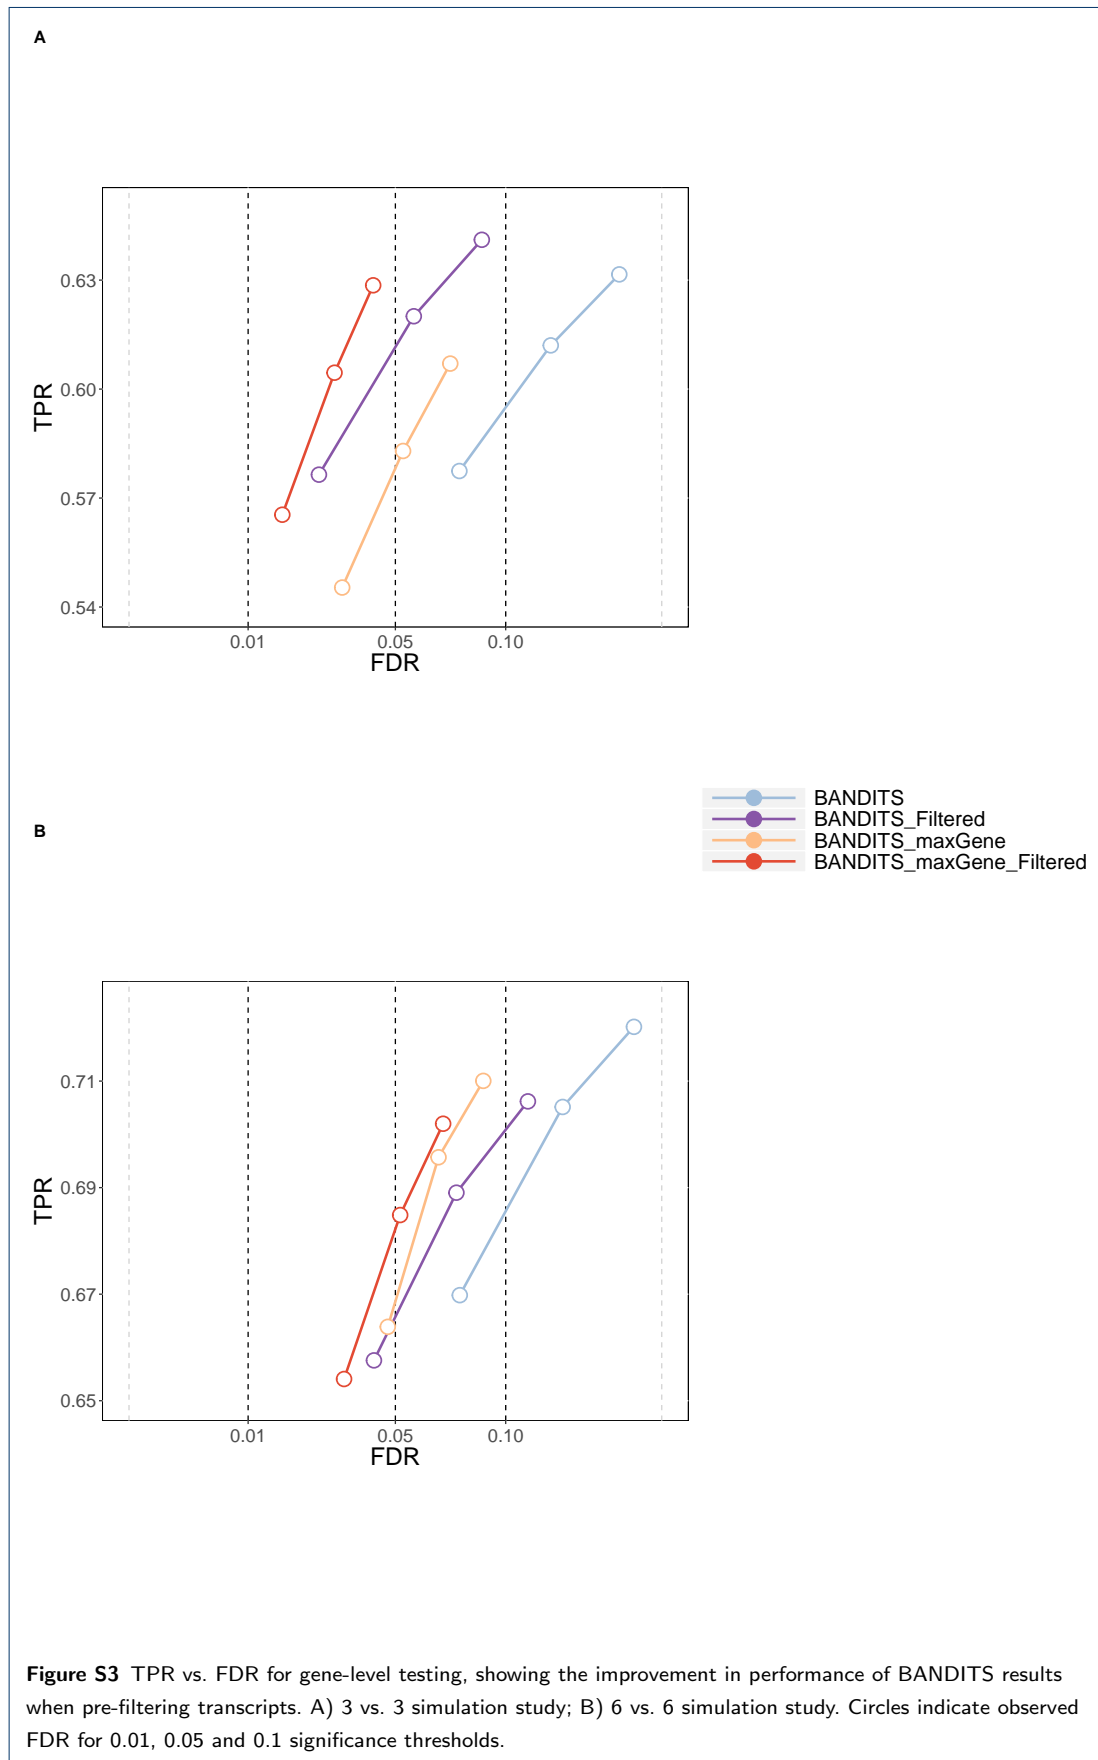 A
0.63
0.60
0.57
0.54
TPR
0.01 0.05 0.10
FDR
BANDITS
BANDITS_Filtered
BANDITS_maxGene
BANDITS_maxGene_Filtered
B
0.71
0.69
0.67
0.65
TPR
0.01 0.05 0.10
FDR
Figure S3 TPR vs. FDR for gene-level testing, showing the improvement in performance of BANDITS results
when pre-filtering transcripts. A) 3 vs. 3 simulation study; B) 6 vs. 6 simulation study. Circles indicate observed
FDR for 0.01, 0.05 and 0.1 significance thresholds.